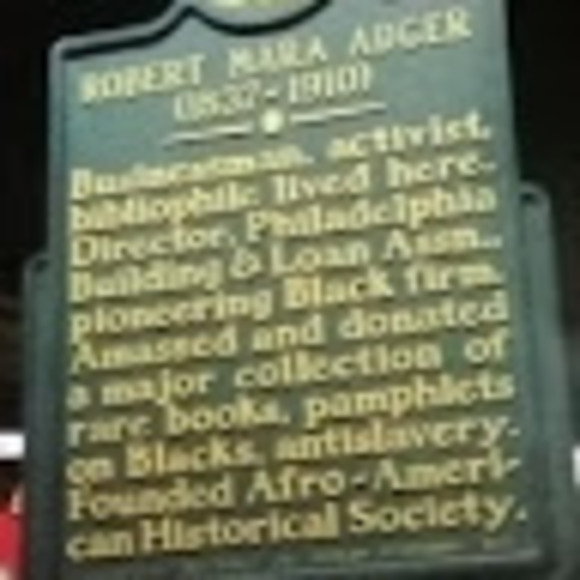 ROBERT MARA ADGER
(1837-1910)
Businessman, activist,
bibliophile lived here.
Director, Philadelphia
Building & Loan Assn.,
pioneering Black firm.
Amassed and donated
a major collection of
rare books, pamphlets
on Blacks, antislavery.
Founded Afro-Ameri-
can Historical Society.